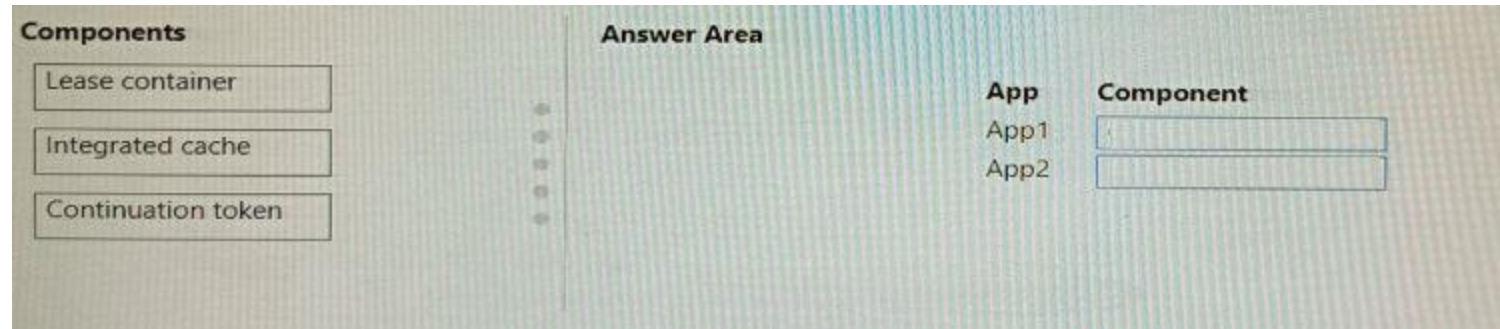 Components
Lease container
Integrated cache
Continuation token
Answer Area
App Component
App1
App2